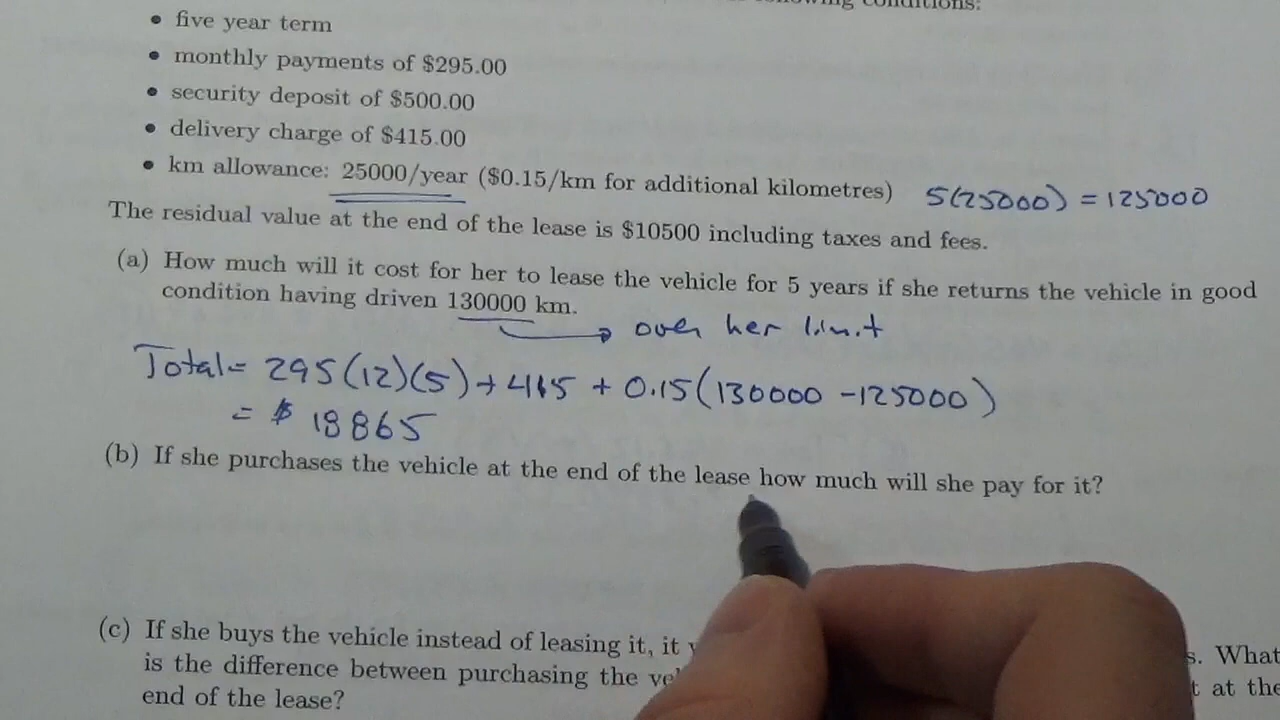 following conditions:
• five year term
• monthly payments of $295.00
• security deposit of $500.00
• delivery charge of $415.00
• km allowance: 25000/year ($0.15/km for additional kilometres) 5(25000) = 125000
The residual value at the end of the lease is $10500 including taxes and fees.
(a) How much will it cost for her to lease the vehicle for 5 years if she returns the vehicle in good
condition having driven 130000 km.
over her limit
Total= 295(12)(5) + 415 + 0.15(130000 - 125000)
= $ 18865
(b) If she purchases the vehicle at the end of the lease how much will she pay for it?
(c) If she buys the vehicle instead of leasing it, it s. What
is the difference between purchasing the t at the
end of the lease?